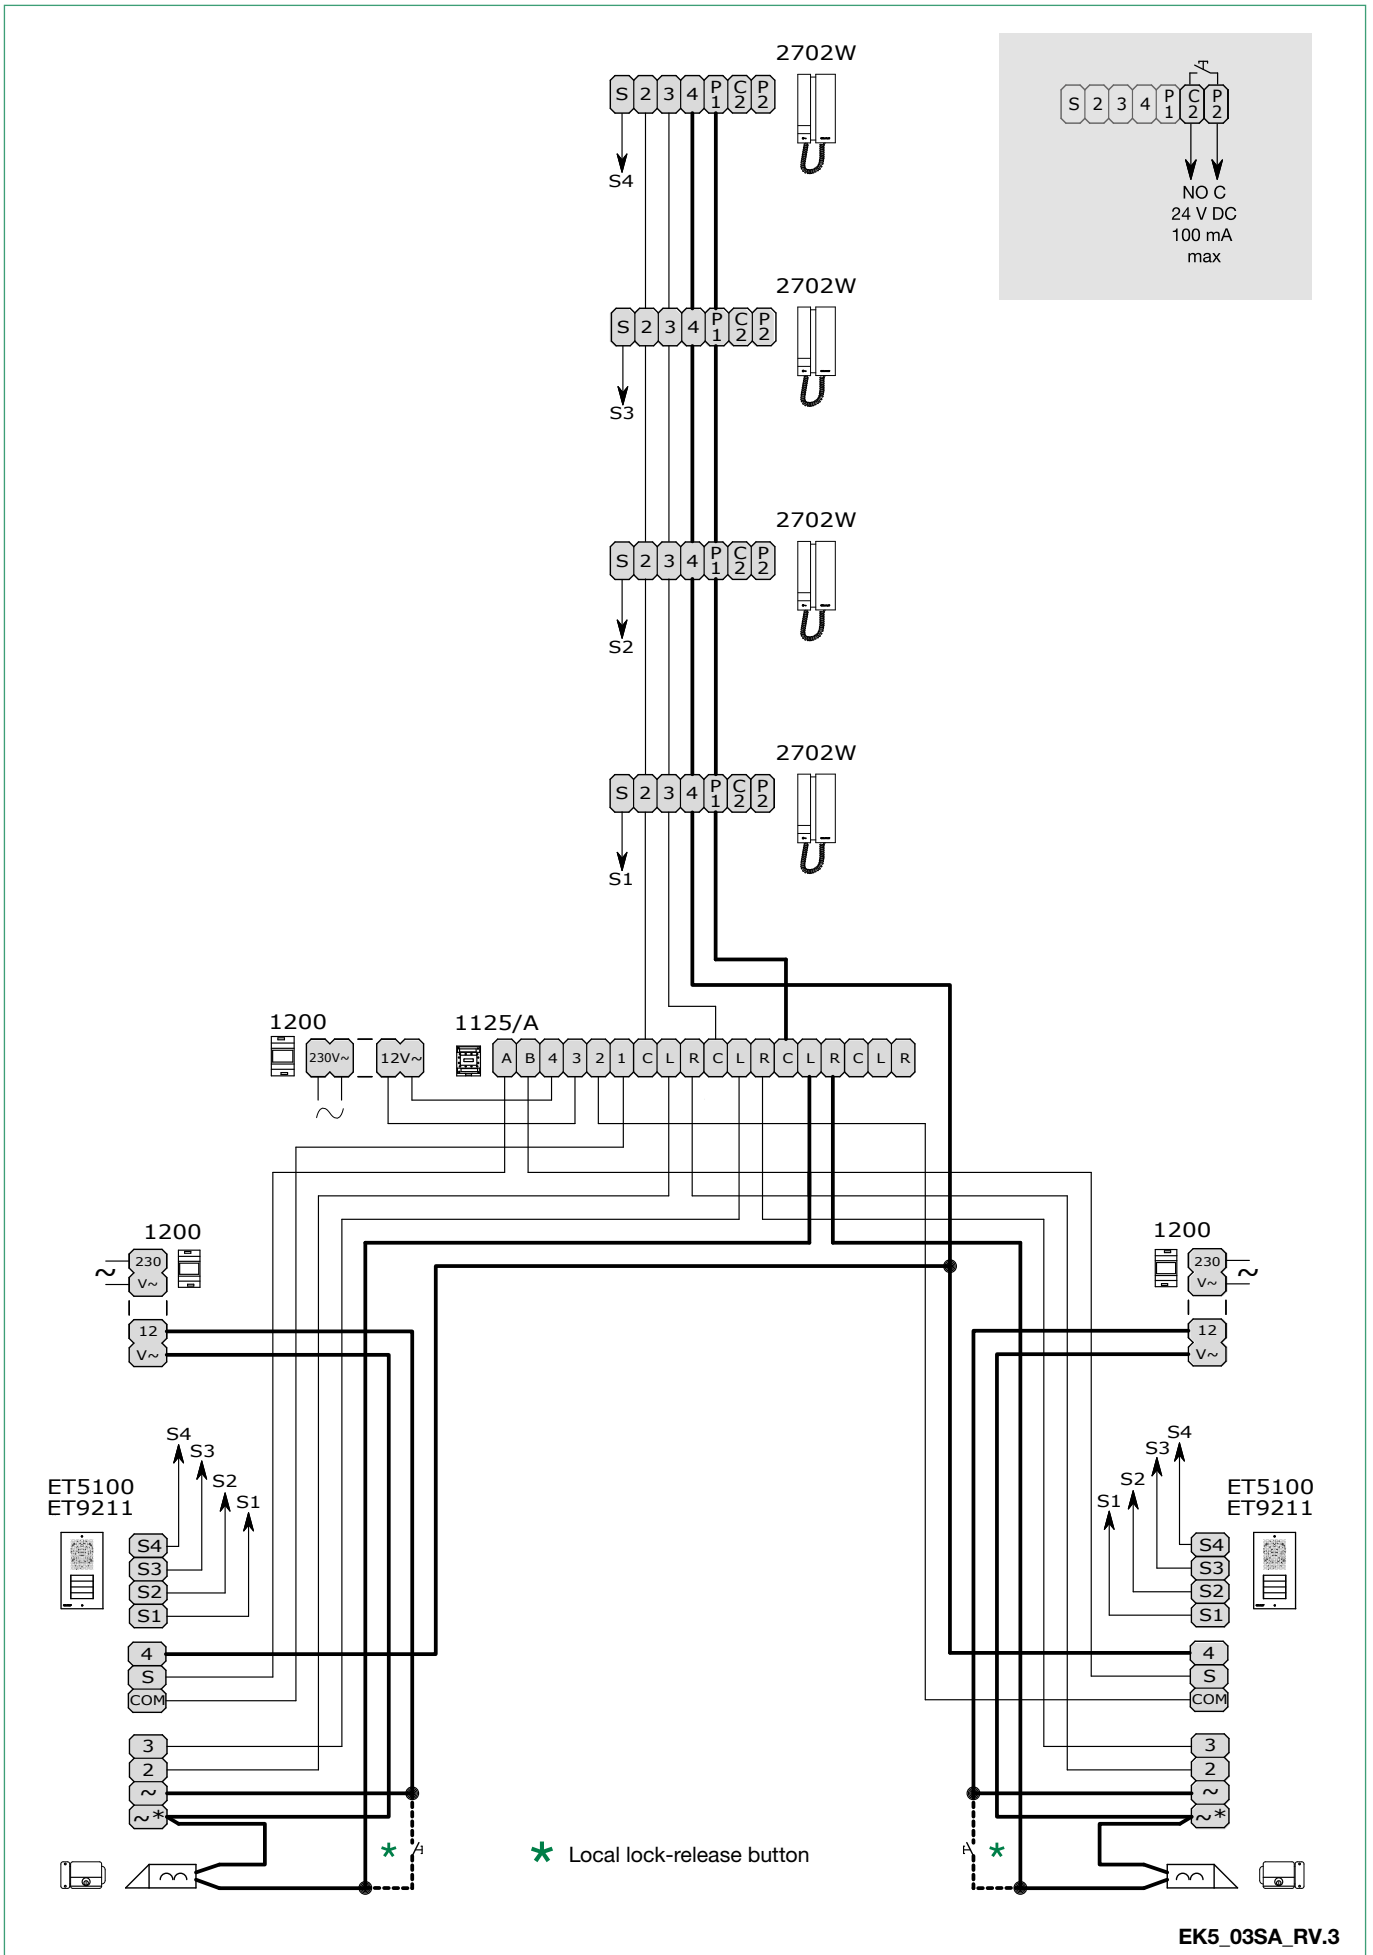 2702W
S 2 3 4 P1 C2 P2
S4
S 2 3 4 P1 C2 P2
NO C
24 V DC
100 mA
max
2702W
S 2 3 4 P1 C2 P2
S3
2702W
S 2 3 4 P1 C2 P2
S2
2702W
S 2 3 4 P1 C2 P2
S1
1200
230V~ 12V~
1125/A
A B 4 3 2 1 C L R C L R C L R C L R
~
1200
~ 230
V~
12
V~
1200
230 ~
V~
12
V~
S4
S3
S2
S1
ET5100
ET9211
S4
S3
S2
S1
4
S
COM
3
2
~
~*
S4
S3
S2
S1
ET5100
ET9211
S4
S3
S2
S1
4
S
COM
3
2
~
~*
*
* Local lock-release button
*
EK5_03SA_RV.3